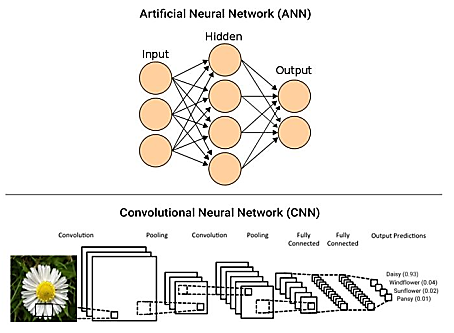 Artificial Neural Network (ANN)
Hidden
Input
Output
Convolutional Neural Network (CNN)
Convolution Pooling Convolution Pooling Fully Connected Fully Connected Output Predictions
Daisy (0.93)
Windflower (0.04)
Sunflower (0.02)
Pansy (0.01)